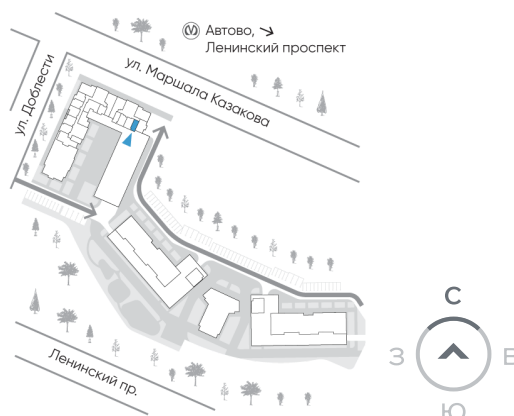 Автово, ↘
Ленинский проспект
ул. Маршала Казакова
ул. Доблести
Ленинский пр.
С
З
В
Ю